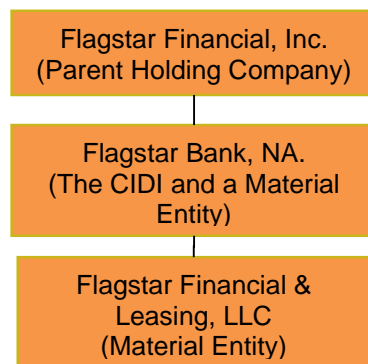 Flagstar Financial, Inc.
(Parent Holding Company)
Flagstar Bank, NA.
(The CIDI and a Material
Entity)
Flagstar Financial &
Leasing, LLC
(Material Entity)